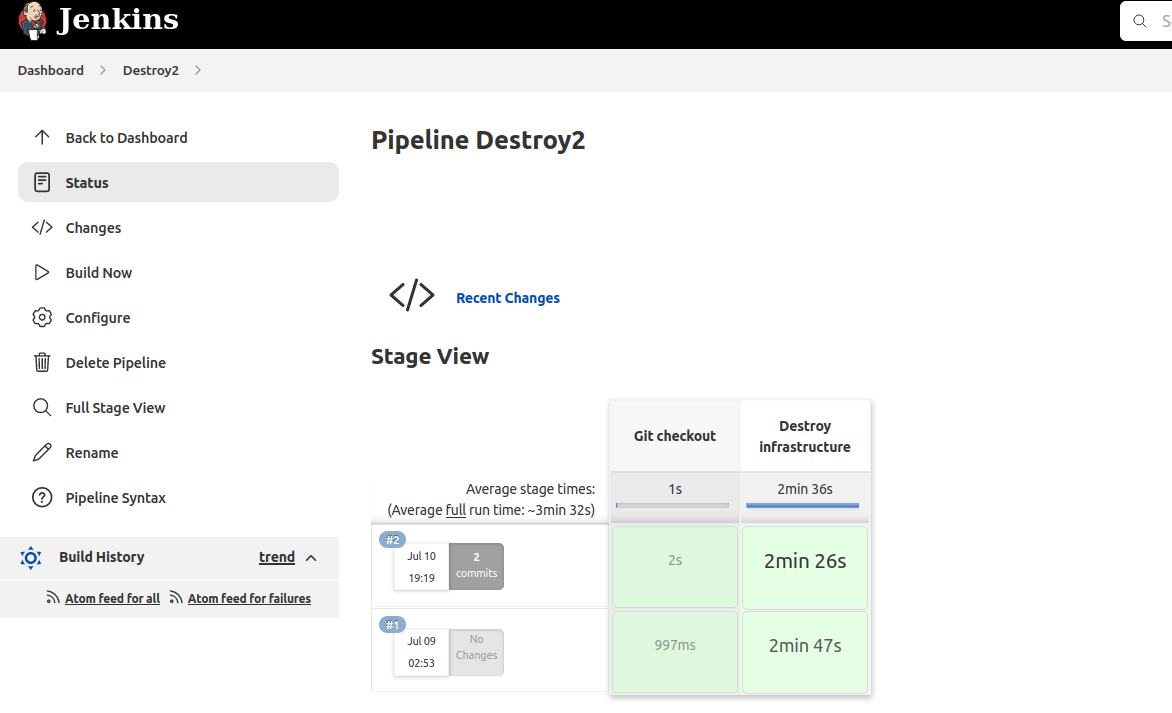 Jenkins
Dashboard
Destroy2
Back to Dashboard
Status
Changes
Build Now
Configure
Delete Pipeline
Full Stage View
Rename
Pipeline Syntax
Build History
trend
Atom feed for all
Atom feed for failures
Pipeline Destroy2
Recent Changes
Stage View
Git checkout
Destroy
infrastructure
Average stage times:
(Average full run time: ~3min 32s)
1s
2min 36s
#2
Jul 10
19:19
2
commits
2s
2min 26s
#1
Jul 09
02:53
No
Changes
997ms
2min 47s